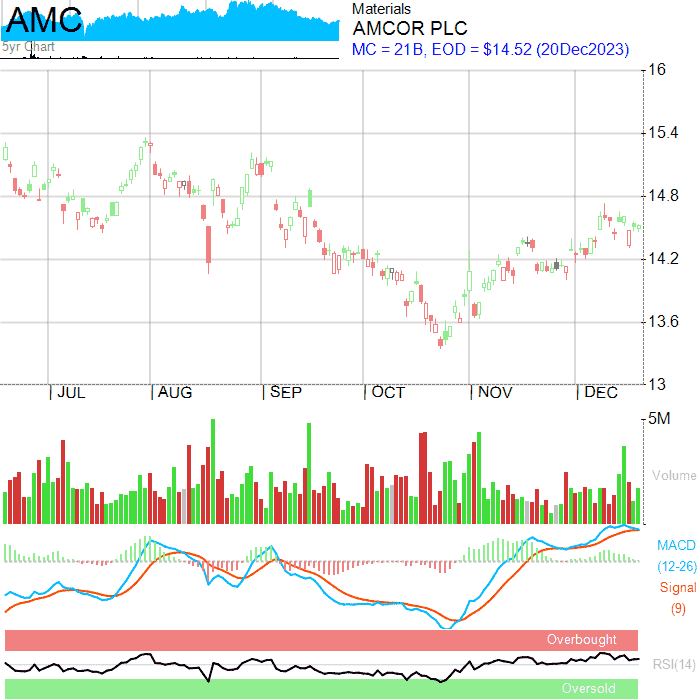 AMC
5yr Chart
Materials
AMCOR PLC
MC = 21B, EOD = $14.52 (20Dec2023)
16
15.4
14.8
14.2
13.6
13
JUL AUG SEP OCT NOV DEC
5M
Volume
MACD
(12-26)
Signal
(9)
Overbought
RSI(14)
Oversold